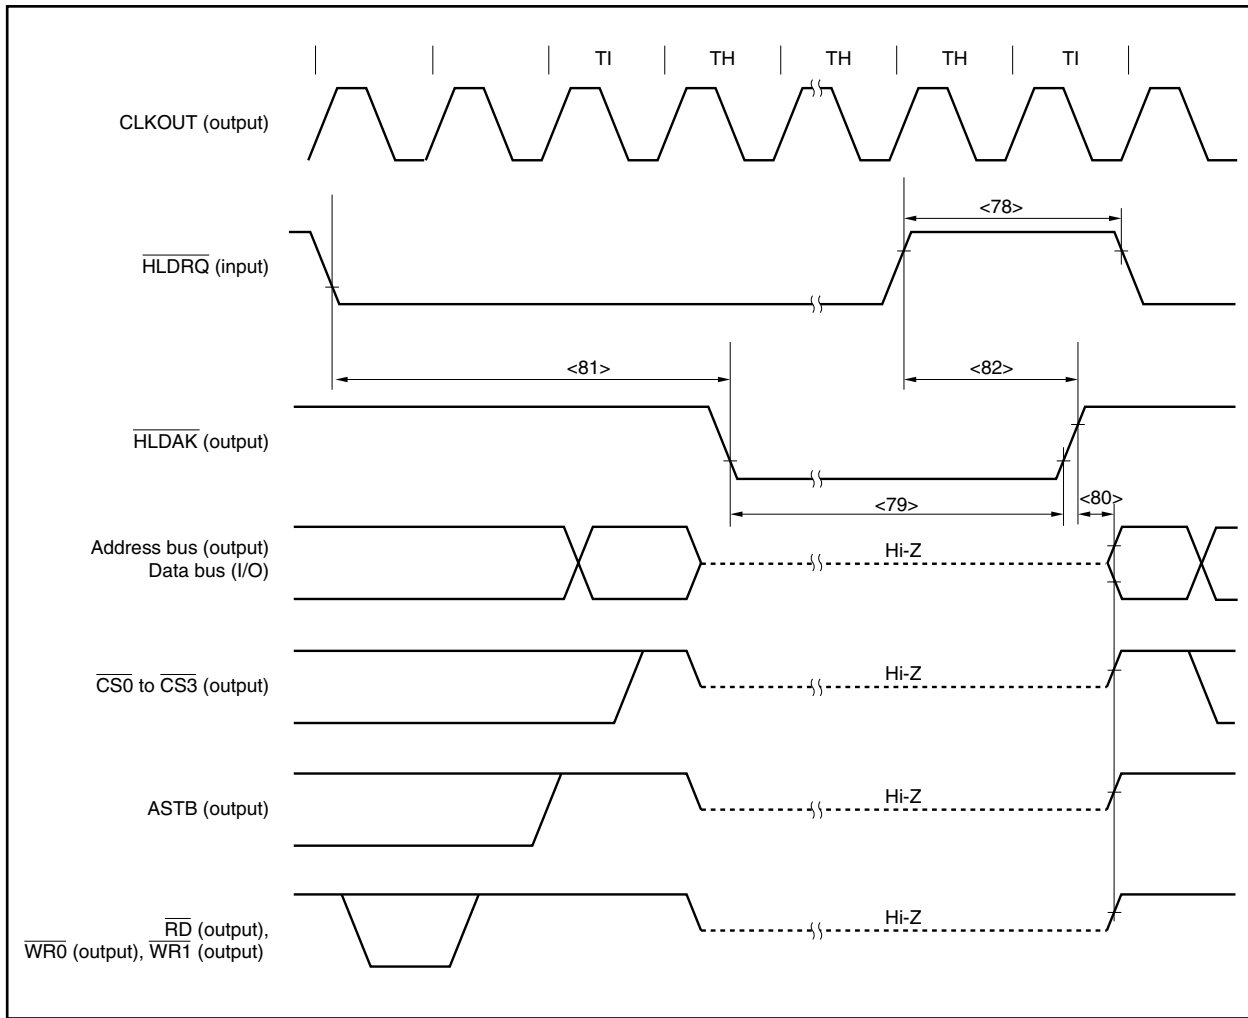 TI TH TH TH TI
CLKOUT (output)
<78>
HLDRQ (input)
<81> <82>
HLDAK (output)
<79> <80>
Address bus (output)
Data bus (I/O)
Hi-Z
CS0 to CS3 (output)
Hi-Z
ASTB (output)
Hi-Z
RD (output),
WR0 (output), WR1 (output)
Hi-Z